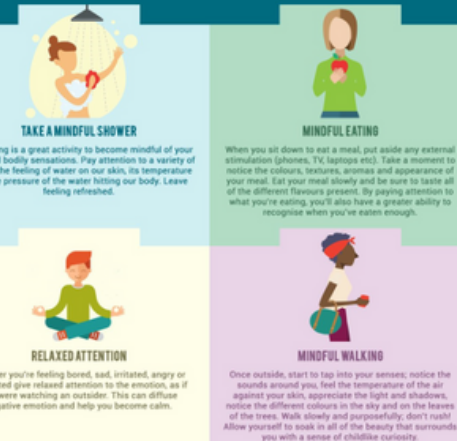 TAKE A MINDFUL SHOWER
ng is a great activity to become mindful of your
bodily sensations. Pay attention to a variety of
he feeling of water on our skin, its temperature
pressure of the water hitting our body. Leave
feeling refreshed.
MINDFUL EATING
When you sit down to eat a meal, put aside any external
stimulation (phones, TV, laptops etc). Take a moment to
notice the colours, textures, aromas and appearance of
your meal. Eat your meal slowly and be sure to taste all
of the different flavours present. By paying attention to
what you're eating, you'll also have a greater ability to
recognise when you've eaten enough.
RELAXED ATTENTION
er you're feeling bored, sad, irritated, angry or
ted give relaxed attention to the emotion, as if
were watching an outsider. This can diffuse
ative emotion and help you become calm.
MINDFUL WALKING
Once outside, start to tap into your senses; notice the
sounds around you, feel the temperature of the air
against your skin, appreciate the light and shadows,
notice the different colours in the sky and on the leaves
of the trees. Walk slowly and purposefully; don't rush!
Allow yourself to soak in all of the beauty that surrounds
you with a sense of childlike curiosity.